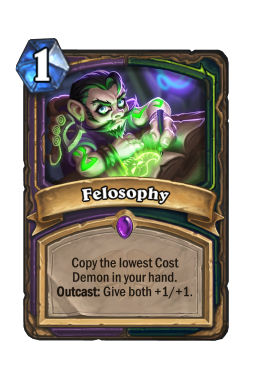 1
Felosophy
Copy the lowest Cost
Demon in your hand.
Outcast: Give both +1/+1.